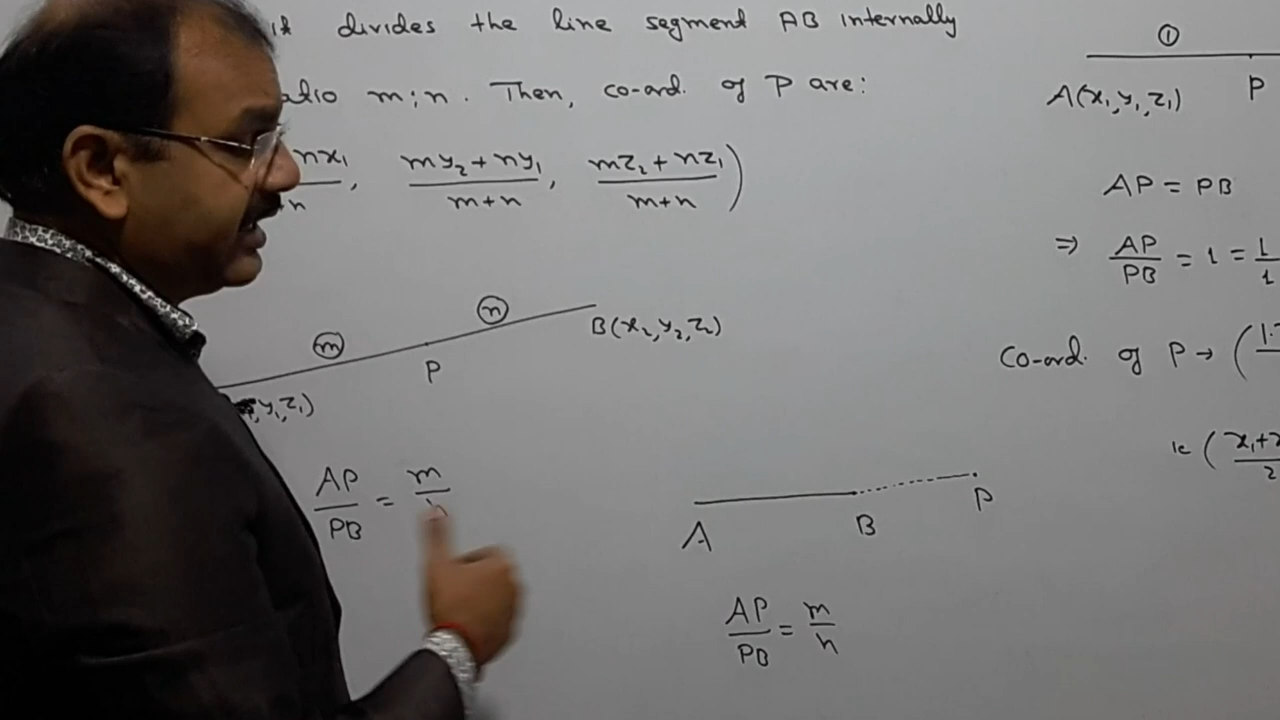 divides the line segment AB internally
m:n. Then, co-ord. of P are:
nx₁, my₂+ny₁/m+n, mz₂+nz₁/m+n)
m
n
P
B(x₂,y₂,z₂)
,y₁,z₁)
AP/PB = m/n
A B P
AP/PB = m/n
1
A(x₁,y₁,z₁) P
AP = PB
⇒ AP/PB = 1 = 1/1
Co-ord. of P → (
ie (x₁+
2